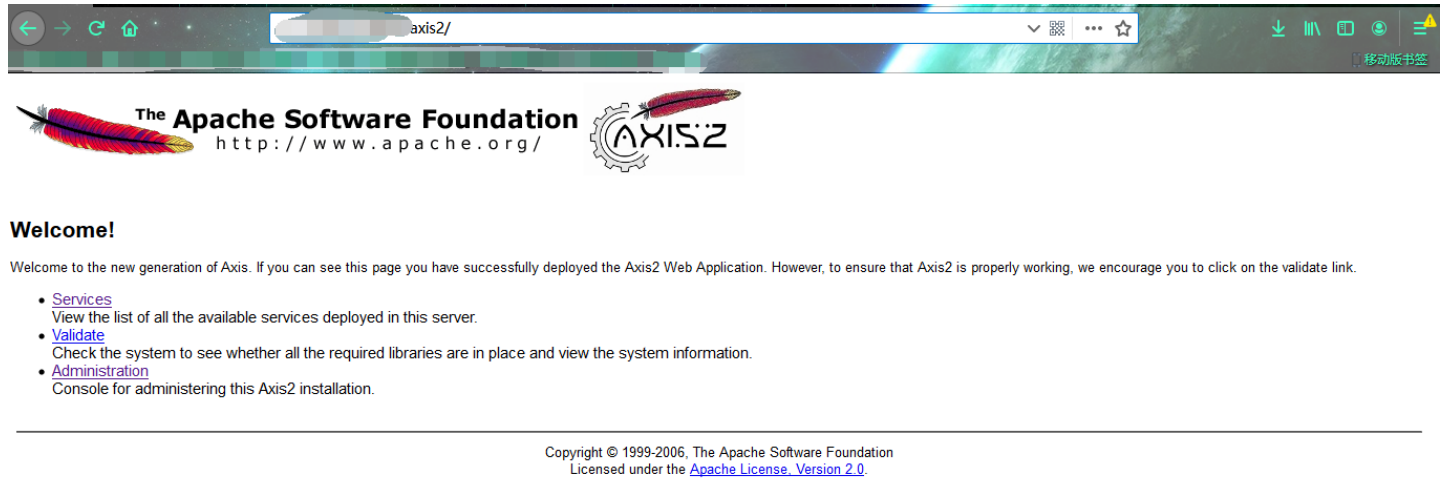 axis2/
移动版书签
The Apache Software Foundation
http://www.apache.org/
AXIS2
Welcome!
Welcome to the new generation of Axis. If you can see this page you have successfully deployed the Axis2 Web Application. However, to ensure that Axis2 is properly working, we encourage you to click on the validate link.
Services
View the list of all the available services deployed in this server.
Validate
Check the system to see whether all the required libraries are in place and view the system information.
Administration
Console for administering this Axis2 installation.
Copyright © 1999-2006, The Apache Software Foundation
Licensed under the Apache License, Version 2.0.